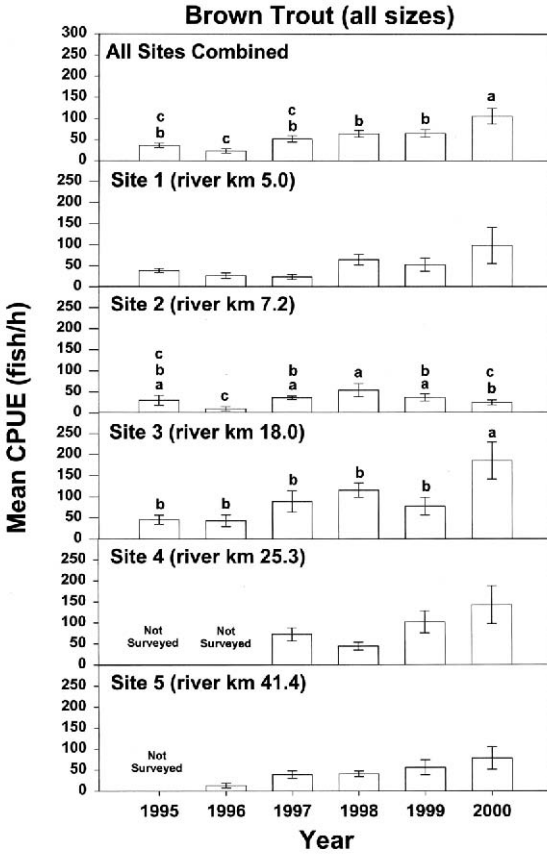 Brown Trout (all sizes)
Mean CPUE (fish/h)
300
All Sites Combined
250
200
150
100
50
0
c
b
c
c
b
b
b
a
Site 1 (river km 5.0)
250
200
150
100
50
0
Site 2 (river km 7.2)
250
200
150
100
50
0
c
b
a
c
b
a
a
b
a
c
b
Site 3 (river km 18.0)
250
200
150
100
50
0
b
b
b
b
b
a
Site 4 (river km 25.3)
250
200
150
100
50
0
Not
Surveyed
Not
Surveyed
Site 5 (river km 41.4)
250
200
150
100
50
0
Not
Surveyed
1995 1996 1997 1998 1999 2000
Year